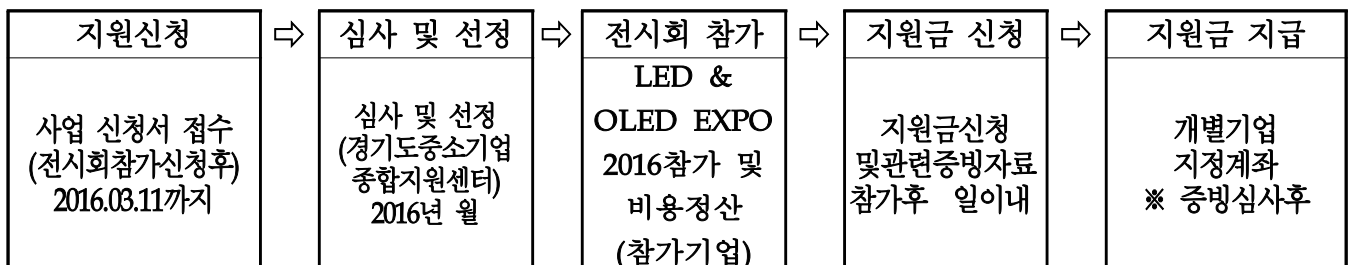 지원신청
⇨
심사 및 선정
⇨
전시회 참가
⇨
지원금 신청
⇨
지원금 지급
사업 신청서 접수
(전시회참가신청후)
2016.03.11까지
심사 및 선정
(경기도중소기업
종합지원센터)
2016년 월
LED &
OLED EXPO
2016참가 및
비용정산
(참가기업)
지원금신청
및관련증빙자료
참가후 일이내
개별기업
지정계좌
※ 증빙심사후